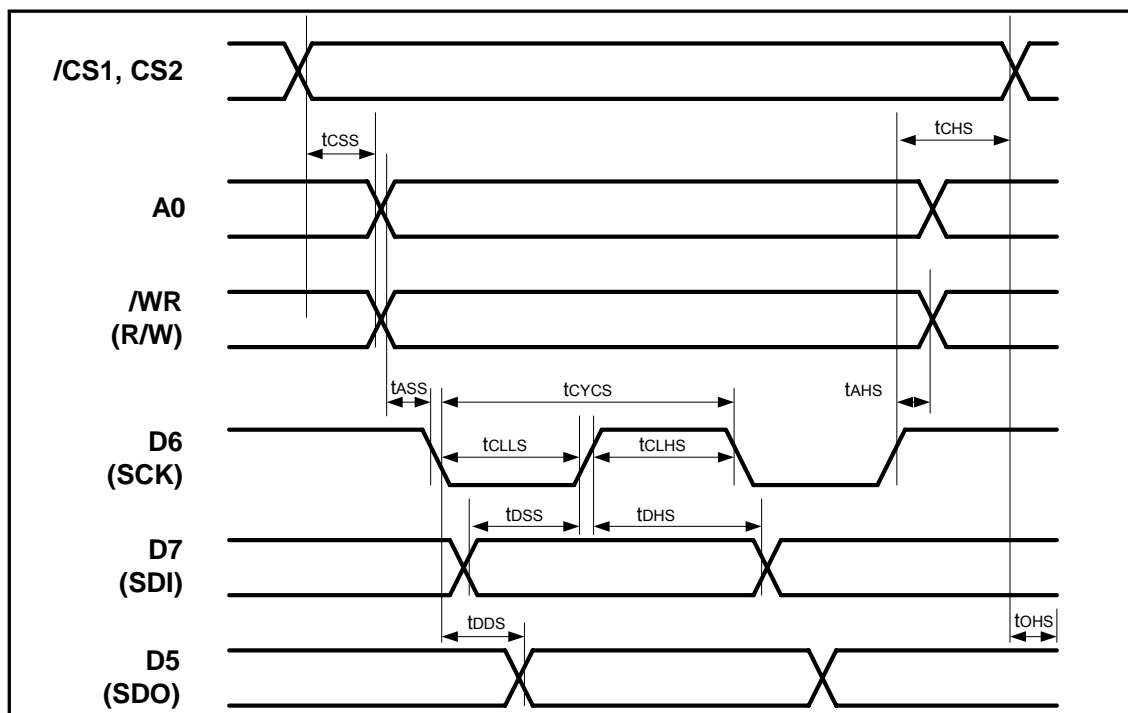 /CS1, CS2
tCSS
tCHS
A0
/WR
(R/W)
tASS
tCYCS
tAHS
D6
(SCK)
tCLLS
tCLHS
tDSS
tDHS
D7
(SDI)
tDDS
tOHS
D5
(SDO)